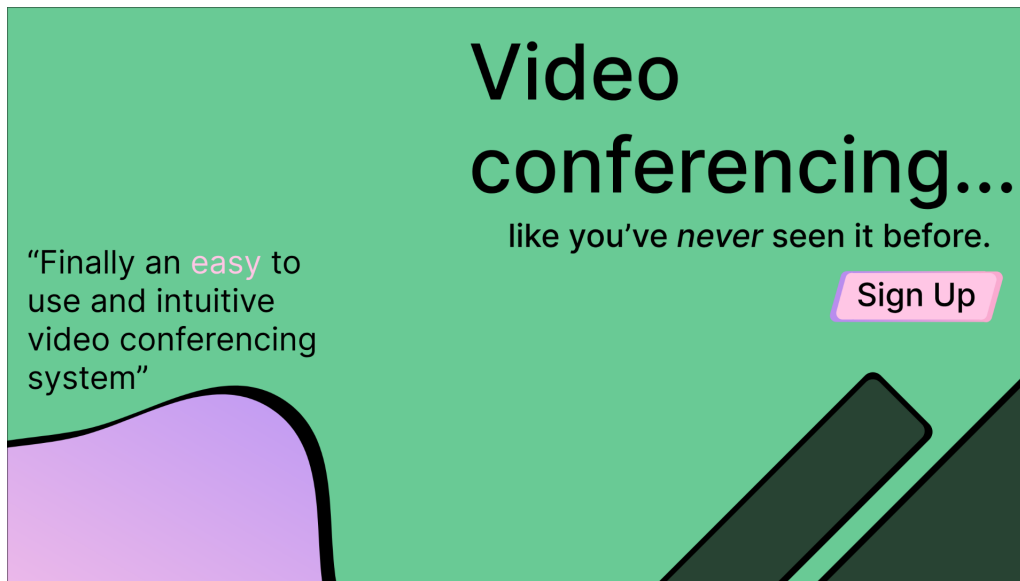 Video
conferencing...
like you’ve never seen it before.
Sign Up
“Finally an easy to
use and intuitive
video conferencing
system”